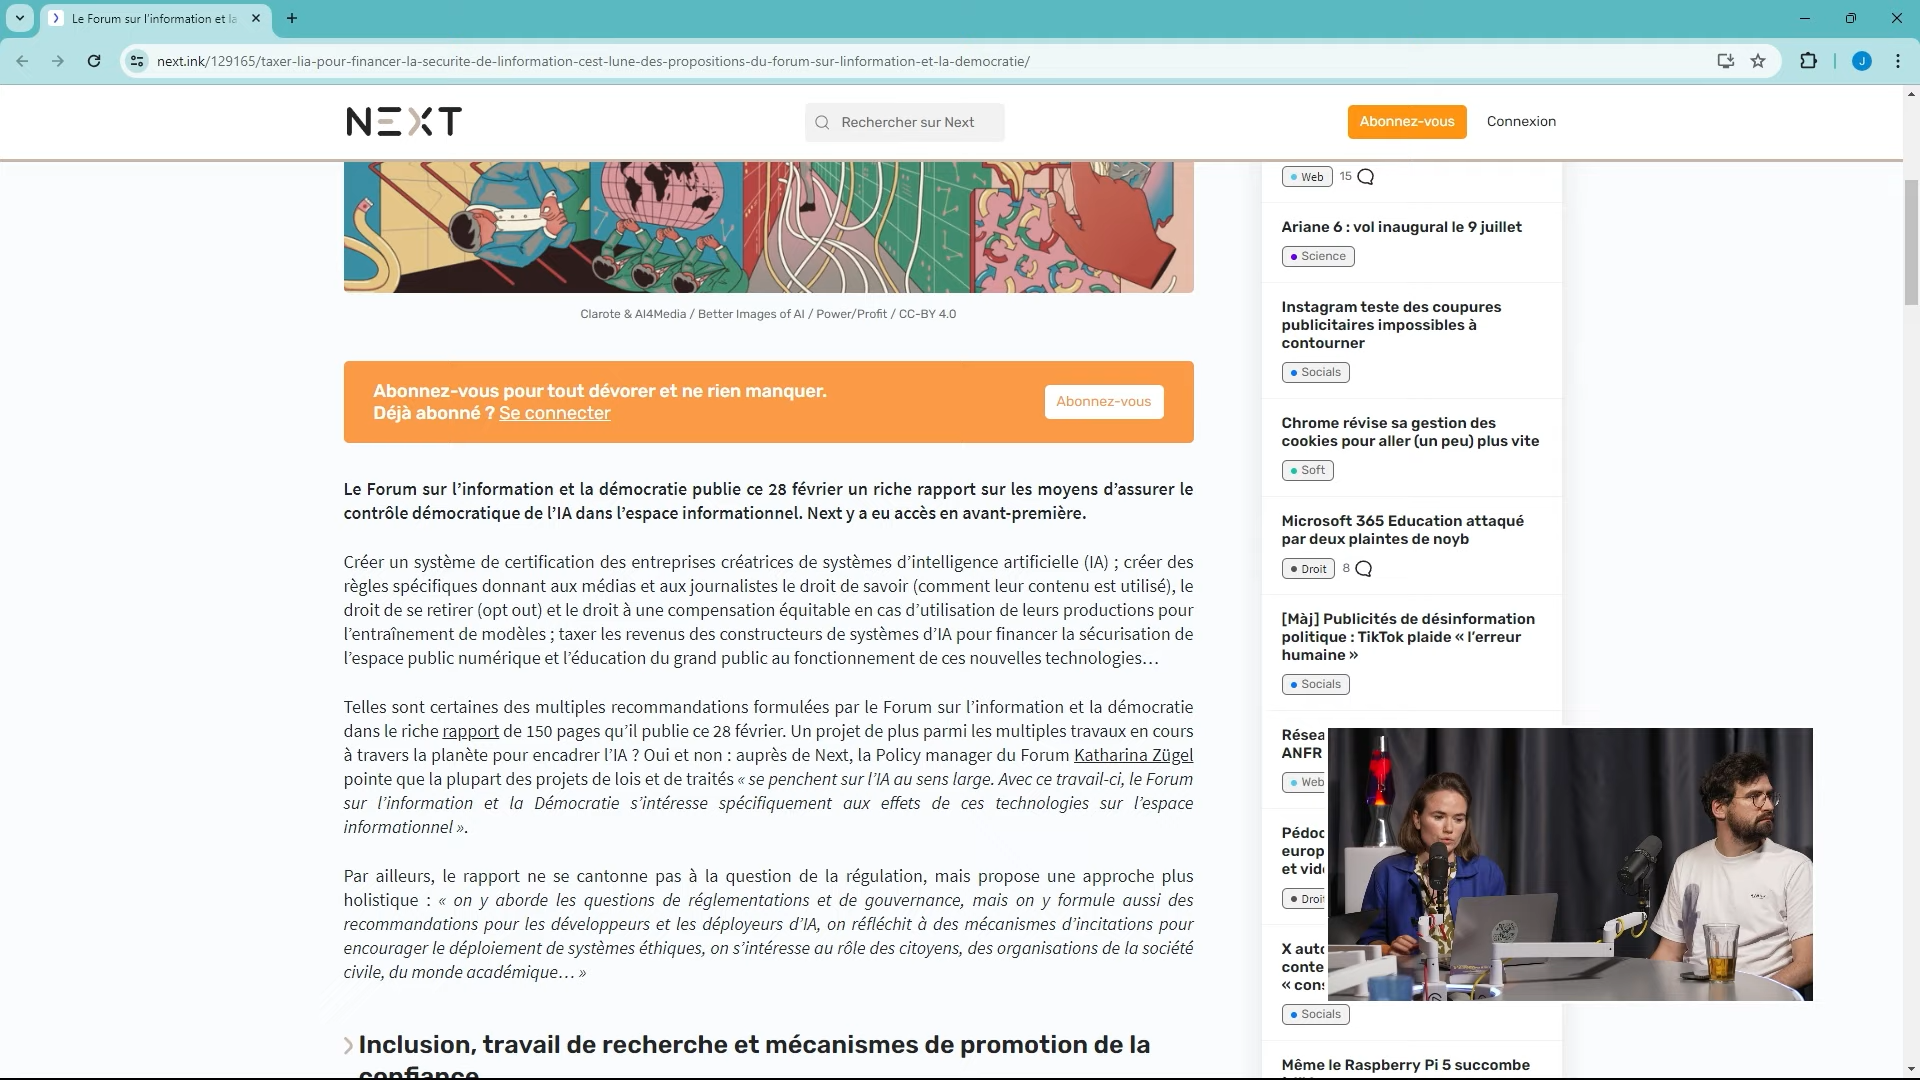 Le Forum sur l'information et la
next.ink/129165/taxer-lia-pour-financer-la-securite-de-linformation-cest-lune-des-propositions-du-forum-sur-linformation-et-la-democratie/
J
NEXT
Rechercher sur Next
Abonnez-vous
Connexion
Clarote & AI4Media / Better Images of AI / Power/Profit / CC-BY 4.0
Abonnez-vous pour tout dévorer et ne rien manquer.
Déjà abonné ? Se connecter
Abonnez-vous
Le Forum sur l’information et la démocratie publie ce 28 février un riche rapport sur les moyens d’assurer le
contrôle démocratique de l’IA dans l’espace informationnel. Next y a eu accès en avant-première.
Créer un système de certification des entreprises créatrices de systèmes d’intelligence artificielle (IA) ; créer des
règles spécifiques donnant aux médias et aux journalistes le droit de savoir (comment leur contenu est utilisé), le
droit de se retirer (opt out) et le droit à une compensation équitable en cas d’utilisation de leurs productions pour
l’entraînement de modèles ; taxer les revenus des constructeurs de systèmes d’IA pour financer la sécurisation de
l’espace public numérique et l’éducation du grand public au fonctionnement de ces nouvelles technologies…
Telles sont certaines des multiples recommandations formulées par le Forum sur l’information et la démocratie
dans le riche rapport de 150 pages qu’il publie ce 28 février. Un projet de plus parmi les multiples travaux en cours
à travers la planète pour encadrer l’IA ? Oui et non : auprès de Next, la Policy manager du Forum Katharina Zügel
pointe que la plupart des projets de lois et de traités « se penchent sur l’IA au sens large. Avec ce travail-ci, le Forum
sur l’information et la Démocratie s’intéresse spécifiquement aux effets de ces technologies sur l’espace
informationnel ».
Par ailleurs, le rapport ne se cantonne pas à la question de la régulation, mais propose une approche plus
holistique : « on y aborde les questions de réglementations et de gouvernance, mais on y formule aussi des
recommandations pour les développeurs et les déployeurs d’IA, on réfléchit à des mécanismes d’incitations pour
encourager le déploiement de systèmes éthiques, on s’intéresse au rôle des citoyens, des organisations de la société
civile, du monde académique… »
Inclusion, travail de recherche et mécanismes de promotion de la
confiance
Web 15
Ariane 6 : vol inaugural le 9 juillet
Science
Instagram teste des coupures
publicitaires impossibles à
contourner
Socials
Chrome révise sa gestion des
cookies pour aller (un peu) plus vite
Soft
Microsoft 365 Education attaqué
par deux plaintes de noyb
Droit 8
[Màj] Publicités de désinformation
politique : TikTok plaide « l’erreur
humaine »
Socials
Résea
ANFR
Web
Pédoc
europ
et vid
Droit
X auto
conte
« cons
Socials
Même le Raspberry Pi 5 succombe